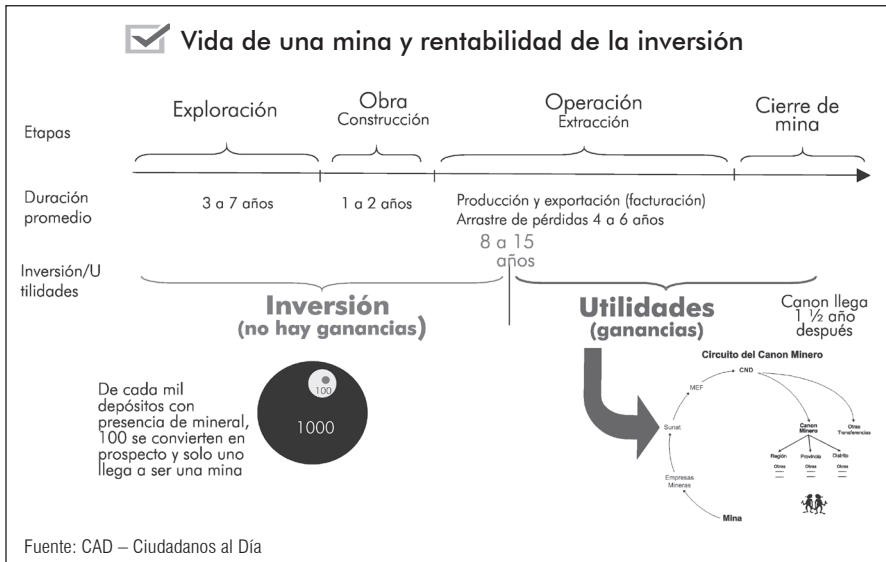 Vida de una mina y rentabilidad de la inversión
Etapas
Exploración
Obra
Construcción
Operación
Extracción
Cierre de
mina
Duración
promedio
3 a 7 años
1 a 2 años
Producción y exportación (facturación)
Arrastre de pérdidas 4 a 6 años
8 a 15
años
Inversión/U
tilidades
Inversión
(no hay ganancias)
Utilidades
(ganancias)
Canon llega
1 ½ año
después
De cada mil
depósitos con
presencia de mineral,
100 se convierten en
prospecto y solo uno
llega a ser una mina
100
1000
Circuito del Canon Minero
CND
MEF
Sunat
Empresas
Mineras
Mina
Canon
Minero
Otras
Transferencias
Región
Provincia
Distrito
Obras
Obras
Obras
Fuente: CAD – Ciudadanos al Día